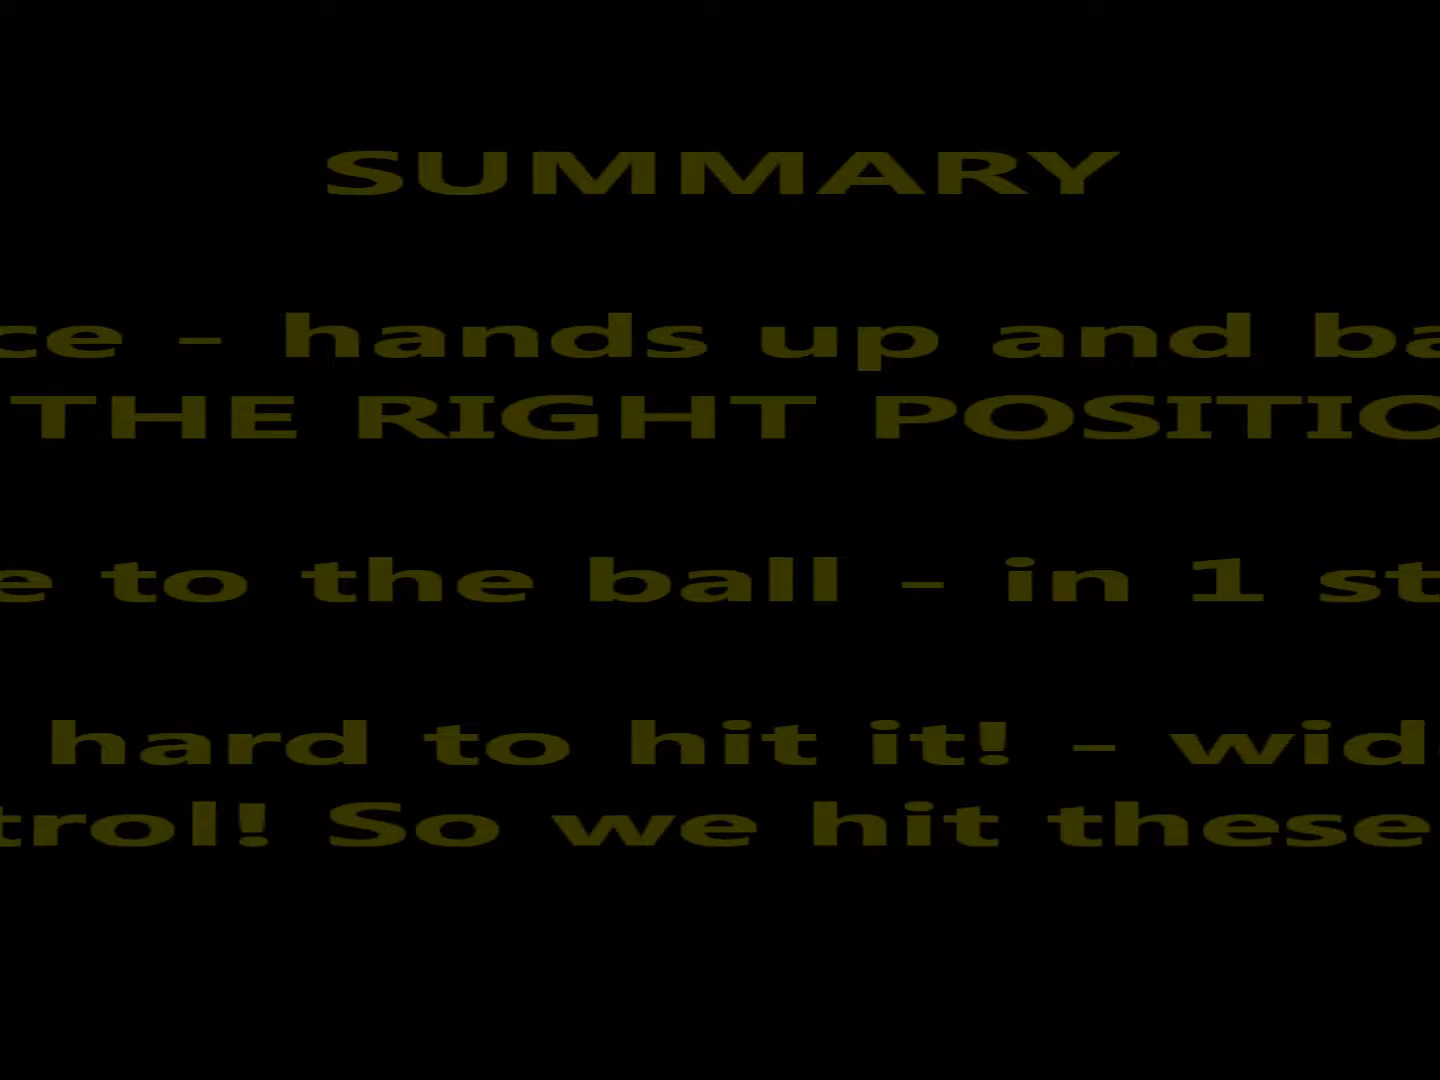 SUMMARY
ce – hands up and ba
THE RIGHT POSITIO
e to the ball – in 1 st
hard to hit it! – wid
trol! So we hit these